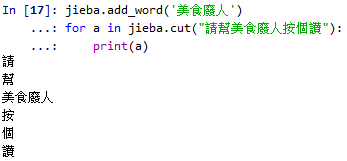 In [17]: jieba.add_word('美食廢人')
    ...: for a in jieba.cut("請幫美食廢人按個讚"):
    ...:     print(a)
請
幫
美食廢人
按
個
讚